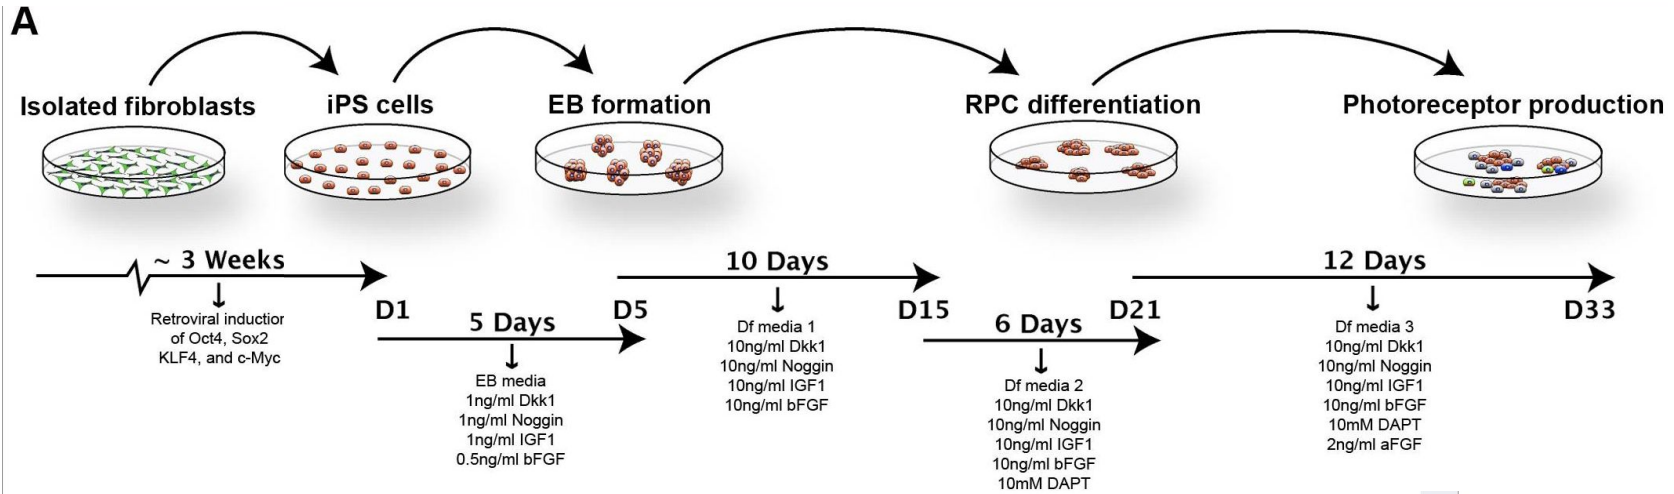 A
Isolated fibroblasts
iPS cells
EB formation
RPC differentiation
Photoreceptor production
~ 3 Weeks
Retroviral induction
of Oct4, Sox2
KLF4, and c-Myc
D1
5 Days
D5
EB media
1ng/ml Dkk1
1ng/ml Noggin
1ng/ml IGF1
0.5ng/ml bFGF
10 Days
D15
Df media 1
10ng/ml Dkk1
10ng/ml Noggin
10ng/ml IGF1
10ng/ml bFGF
6 Days
D21
Df media 2
10ng/ml Dkk1
10ng/ml Noggin
10ng/ml IGF1
10ng/ml bFGF
10mM DAPT
12 Days
D33
Df media 3
10ng/ml Dkk1
10ng/ml Noggin
10ng/ml IGF1
10ng/ml bFGF
10mM DAPT
2ng/ml aFGF